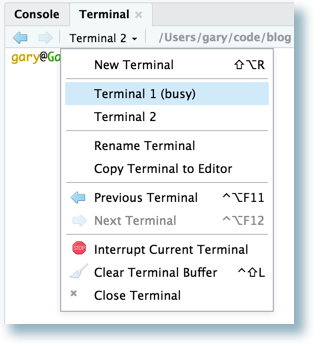 Console Terminal ×
Terminal 2 /Users/gary/code/blog
gary@Ga
New Terminal ⇧⌥R
Terminal 1 (busy)
Terminal 2
Rename Terminal
Copy Terminal to Editor
Previous Terminal ^⌥F11
Next Terminal ^⌥F12
Interrupt Current Terminal
Clear Terminal Buffer ^⇧L
Close Terminal